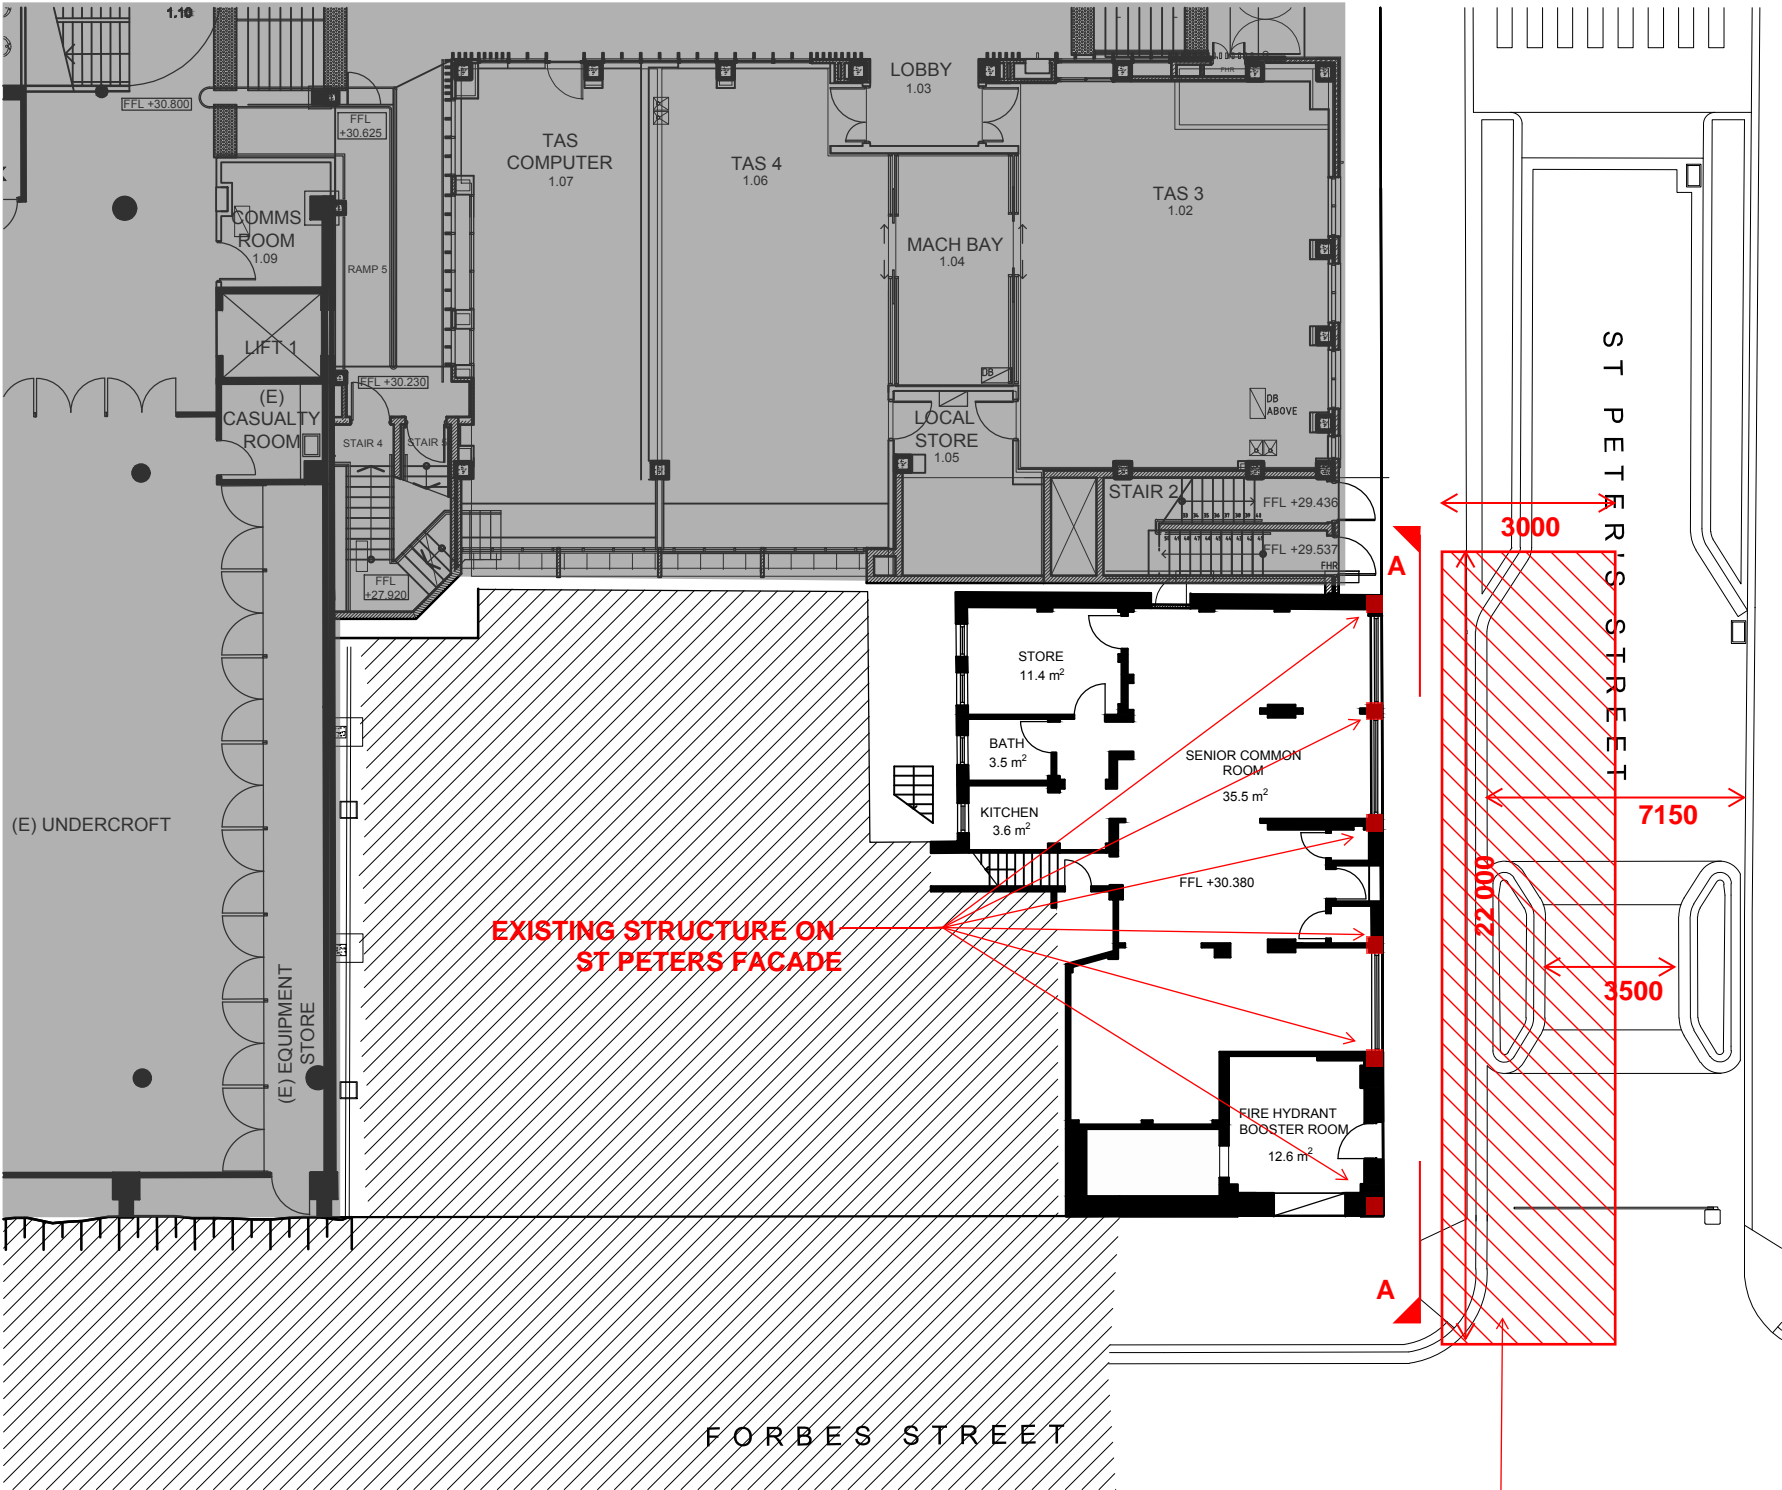 1.10
LOBBY
1.03
FHR
FFL +30.800
FFL
+30.625
TAS
COMPUTER
1.07
TAS 4
1.06
TAS 3
1.02
COMMS
ROOM
1.09
MACH BAY
1.04
RAMP 5
LIFT 1
DB
FFL +30.230
(E)
CASUALTY
ROOM
STAIR 4
STAIR 5
LOCAL
STORE
1.05
DB
ABOVE
STAIR 2
FFL +29.436
FFL +29.537
FHR
FFL
+27.920
ST PETER'S STREET
3000
A
STORE
11.4 m²
BATH
3.5 m²
SENIOR COMMON
ROOM
35.5 m²
KITCHEN
3.6 m²
7150
(E) UNDERCROFT
22 000
FFL +30.380
EXISTING STRUCTURE ON
ST PETERS FACADE
3500
(E) EQUIPMENT
STORE
FIRE HYDRANT
BOOSTER ROOM
12.6 m²
A
FORBES STREET